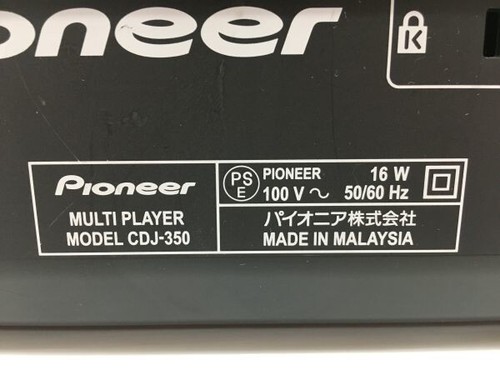 oneer
K
Pioneer
MULTI PLAYER
MODEL CDJ-350
PS
E
PIONEER 16 W
100 V ~ 50/60 Hz
パイオニア株式会社
MADE IN MALAYSIA